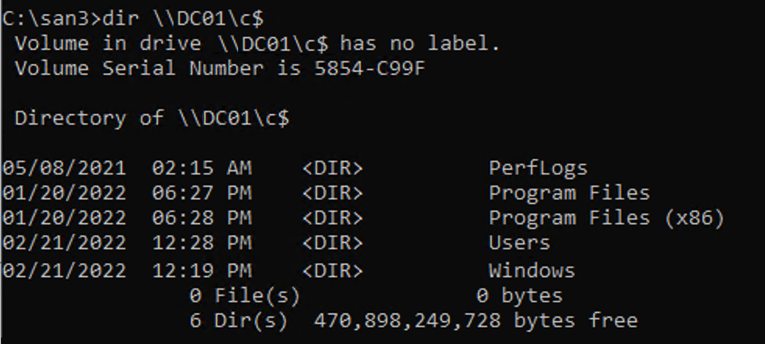 C:\san3>dir \\DC01\c$
 Volume in drive \\DC01\c$ has no label.
 Volume Serial Number is 5854-C99F

 Directory of \\DC01\c$

05/08/2021  02:15 AM    <DIR>          PerfLogs
01/20/2022  06:27 PM    <DIR>          Program Files
01/20/2022  06:28 PM    <DIR>          Program Files (x86)
02/21/2022  12:28 PM    <DIR>          Users
02/21/2022  12:19 PM    <DIR>          Windows
               0 File(s)              0 bytes
               6 Dir(s)  470,898,249,728 bytes free